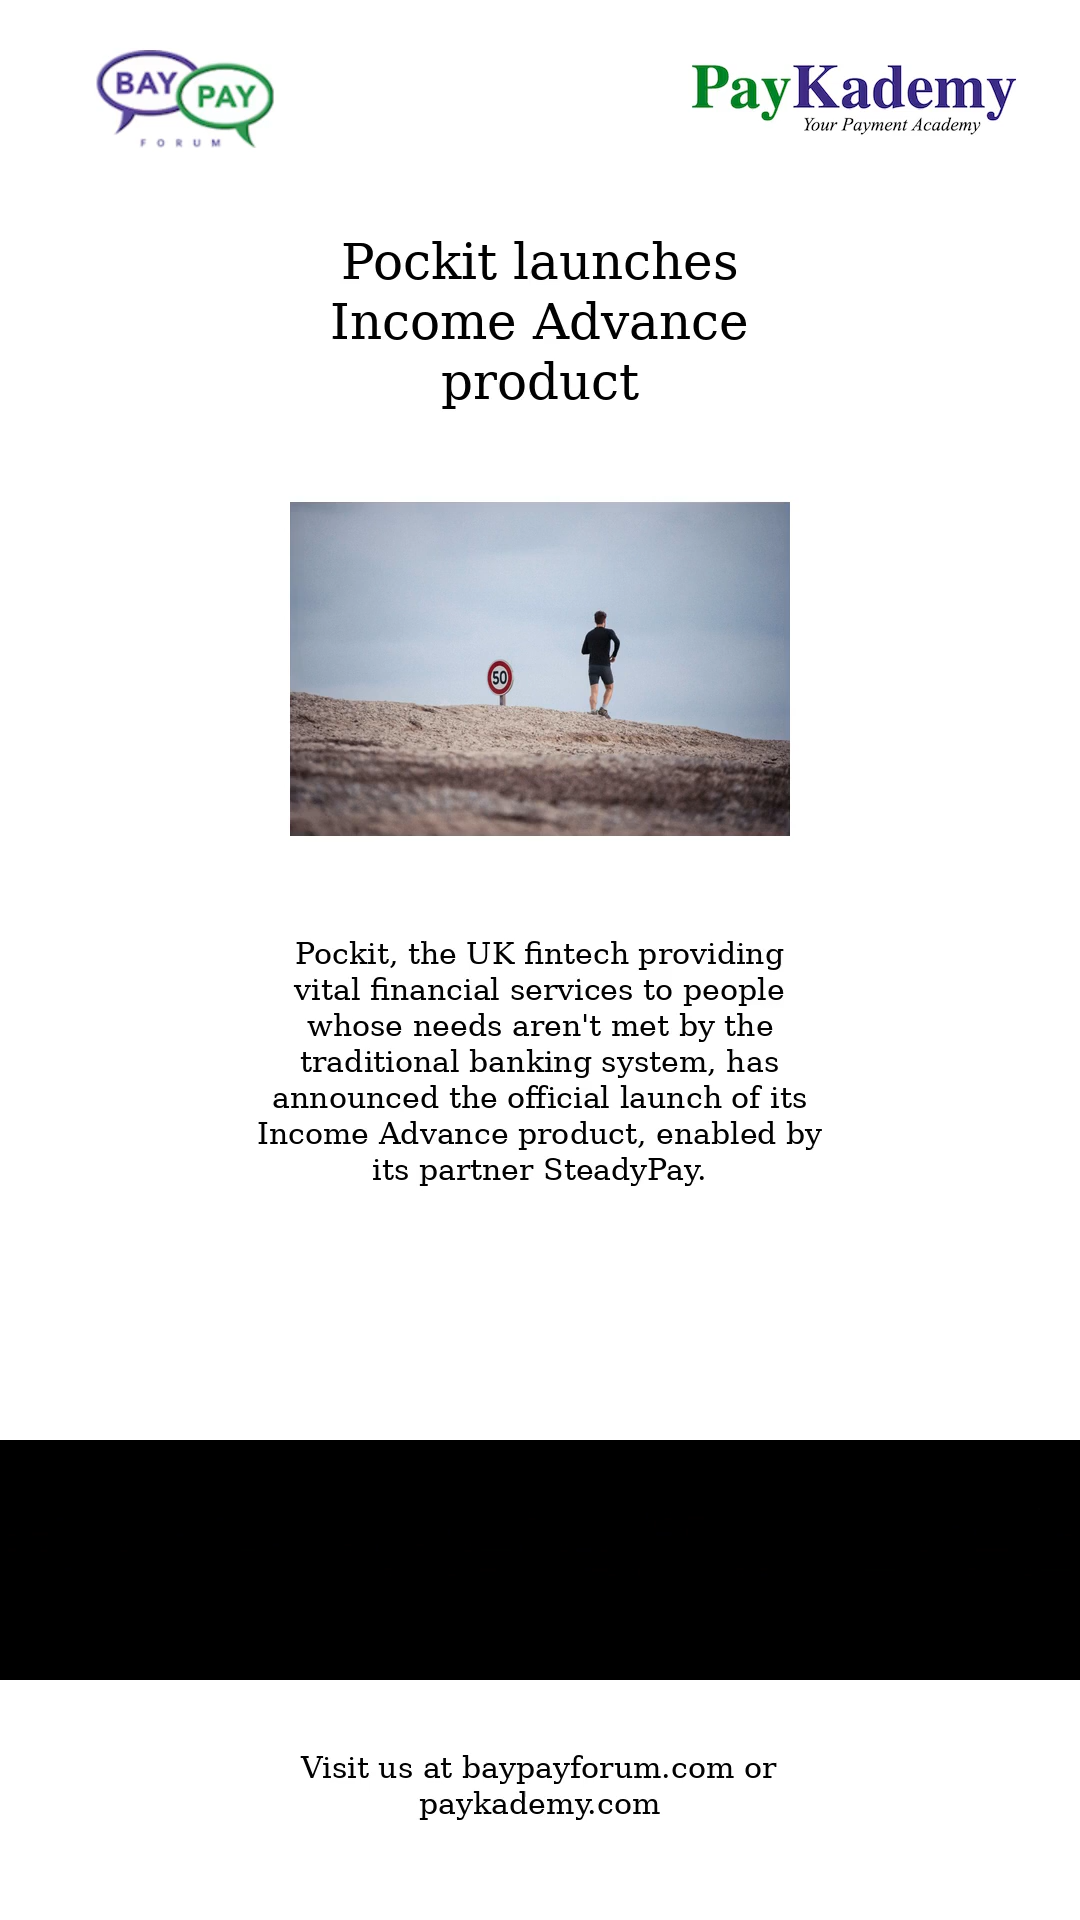 BAY PAY
FORUM
PayKademy
Your Payment Academy
Pockit launches
Income Advance
product
50
Pockit, the UK fintech providing
vital financial services to people
whose needs aren't met by the
traditional banking system, has
announced the official launch of its
Income Advance product, enabled by
its partner SteadyPay.
Visit us at baypayforum.com or
paykademy.com